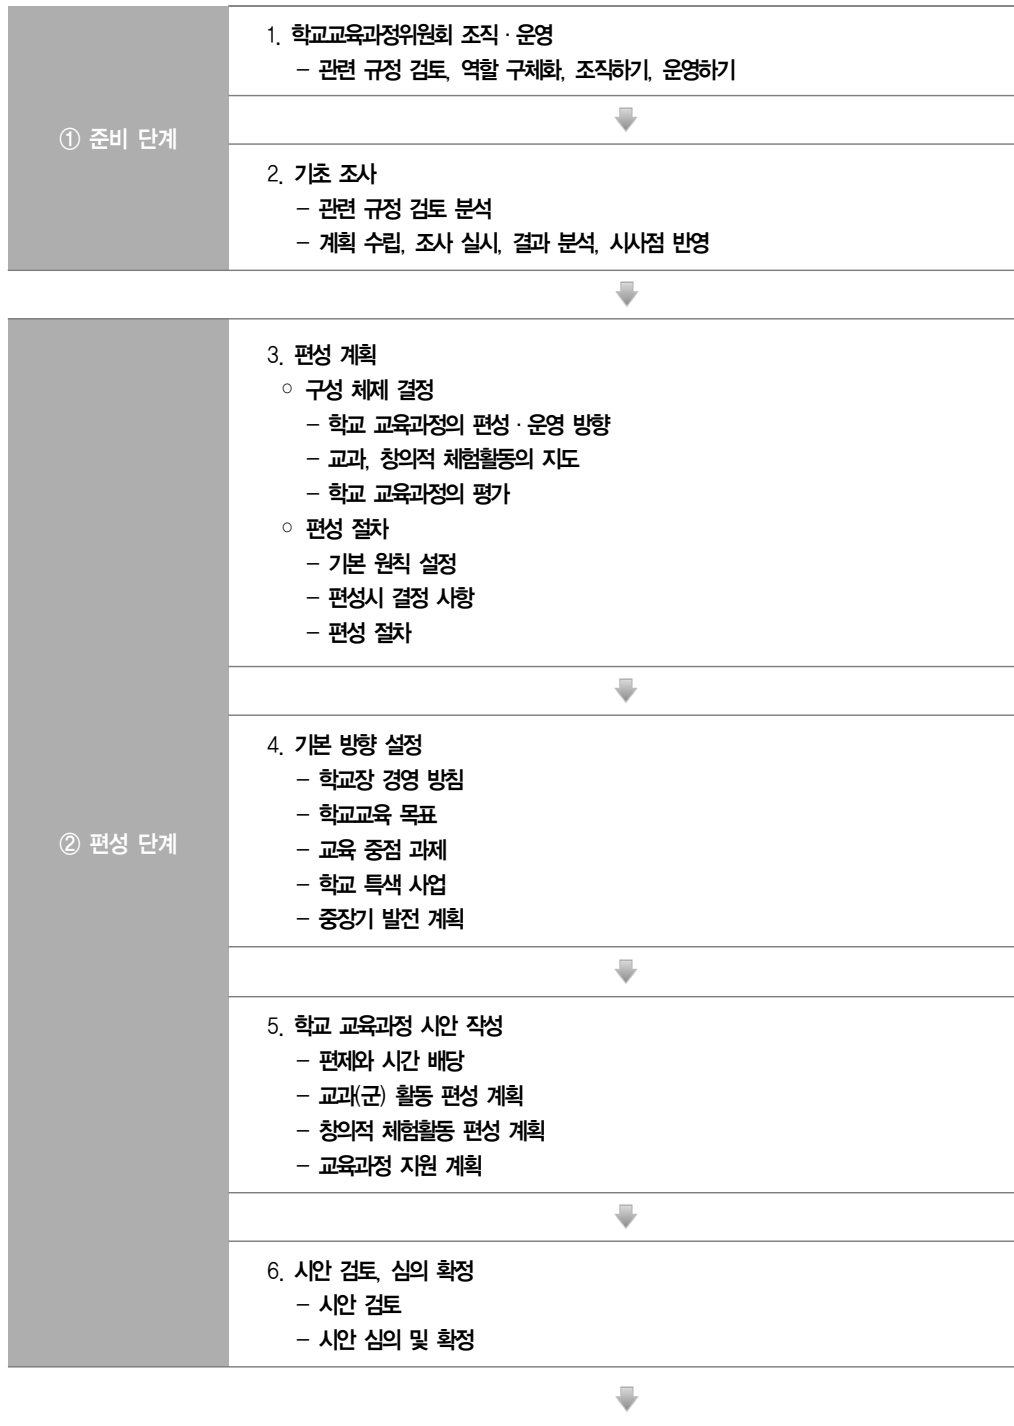 ① 준비 단계
1. 학교교육과정위원회 조직·운영
– 관련 규정 검토, 역할 구체화, 조직하기, 운영하기
2. 기초 조사
– 관련 규정 검토 분석
– 계획 수립, 조사 실시, 결과 분석, 시사점 반영
② 편성 단계
3. 편성 계획
○ 구성 체제 결정
– 학교 교육과정의 편성·운영 방향
– 교과, 창의적 체험활동의 지도
– 학교 교육과정의 평가
○ 편성 절차
– 기본 원칙 설정
– 편성시 결정 사항
– 편성 절차
4. 기본 방향 설정
– 학교장 경영 방침
– 학교교육 목표
– 교육 중점 과제
– 학교 특색 사업
– 중장기 발전 계획
5. 학교 교육과정 시안 작성
– 편제와 시간 배당
– 교과(군) 활동 편성 계획
– 창의적 체험활동 편성 계획
– 교육과정 지원 계획
6. 시안 검토, 심의 확정
– 시안 검토
– 시안 심의 및 확정